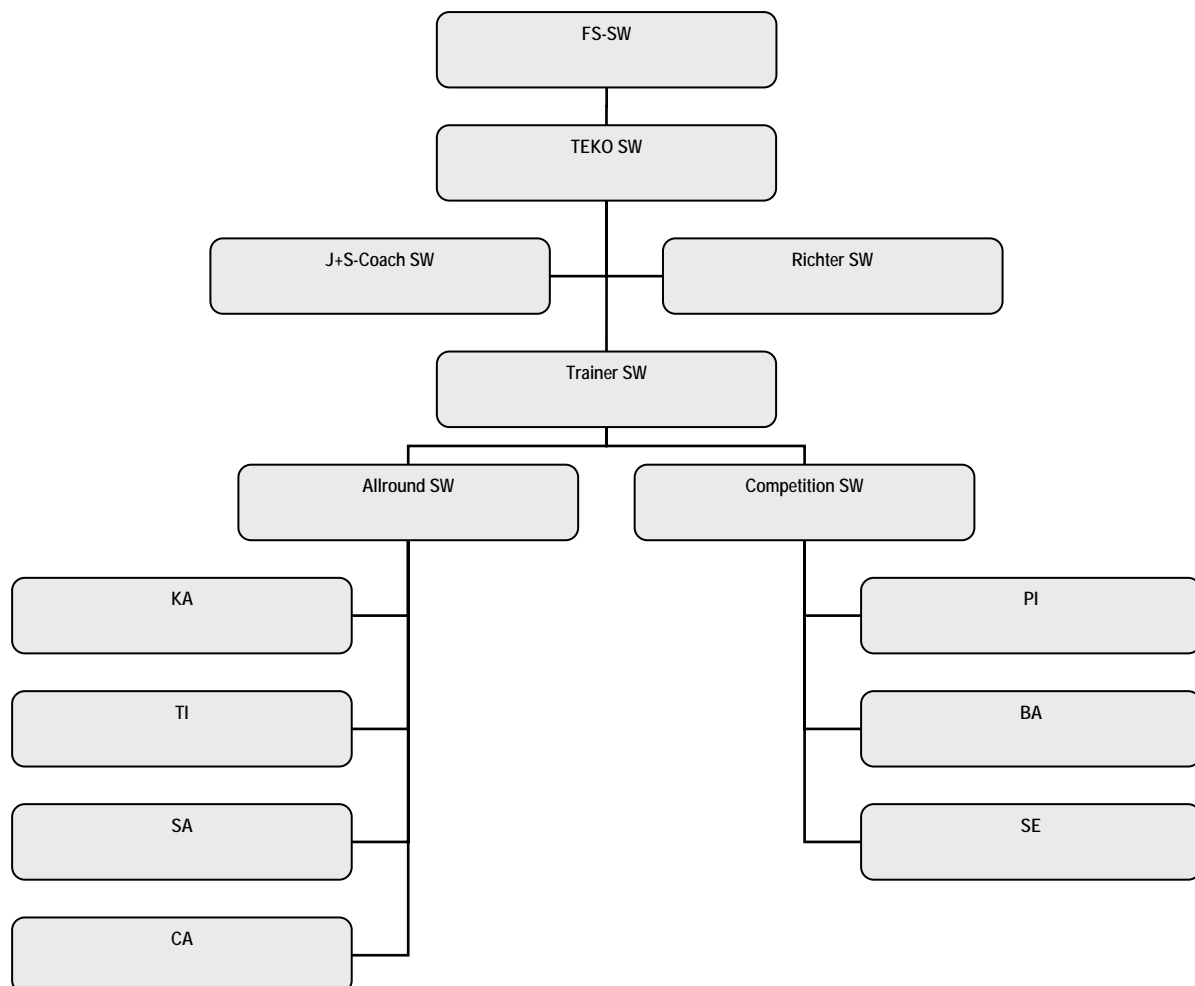 FS-SW
TEKO SW
J+S-Coach SW
Richter SW
Trainer SW
Allround SW
Competition SW
KA
PI
TI
BA
SA
SE
CA